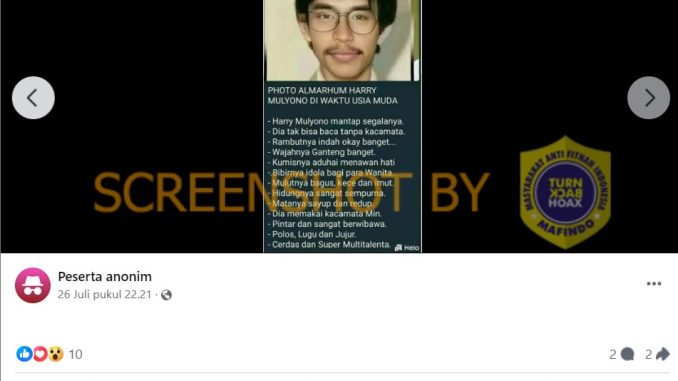 PHOTO ALMARHUM HARRY
MULYONO DI WAKTU USIA MUDA
- Harry Mulyono mantap segalanya.
- Dia tak bisa baca tanpa kacamata.
- Rambutnya indah okay banget...
- Wajahnya Ganteng banget.
- Kumisnya aduhai menawan hati
- Bibirnya idola bagi para Wanita..
- Mulutnya bagus, kece dan imut.
- Hidungnya sangat sempurna.
- Matanya sayup dan redup.
- Dia memakai kacamata Min.
- Pintar dan sangat berwibawa.
- Polos, Lugu dan Jujur.
- Cerdas dan Super Multitalenta.
Helo
SCREENSHOT BY
MASYARAKAT ANTI FITNAH INDONESIA
TURN
BACK
HOAX
MAFINDO
Peserta anonim
26 Juli pukul 22.21 ·
10
2
2